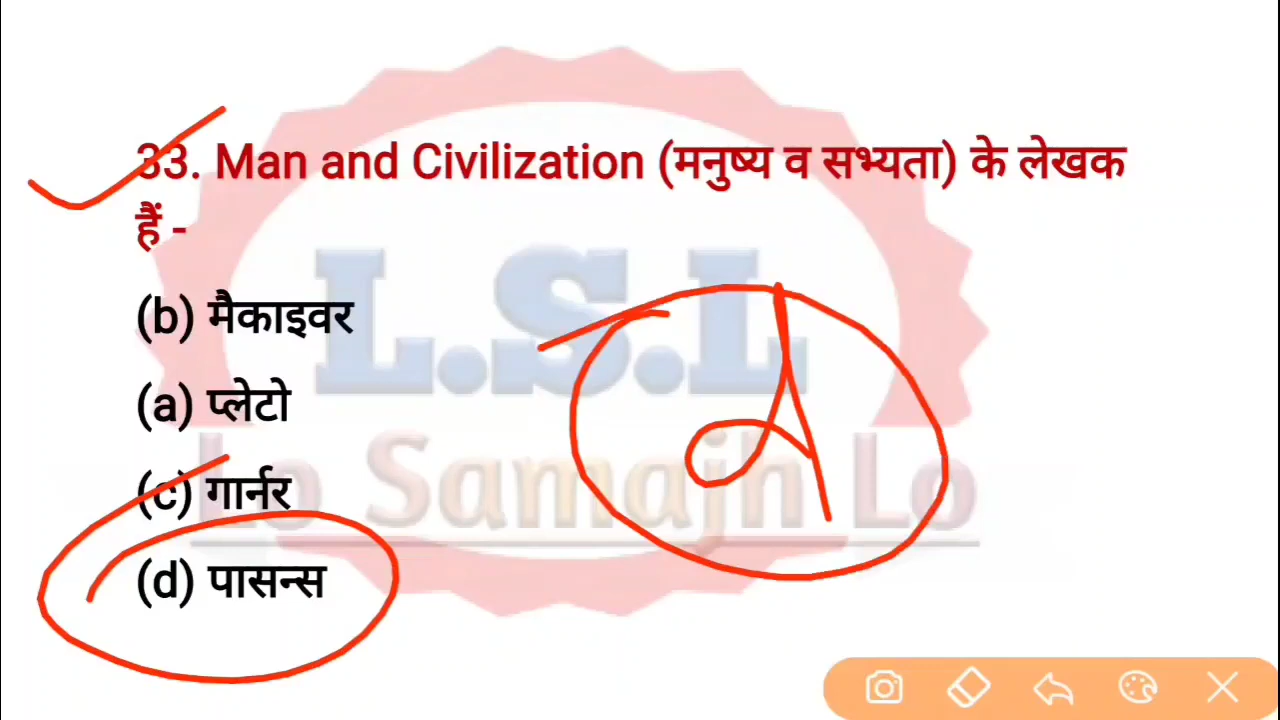 33. Man and Civilization (मनुष्य व सभ्यता) के लेखक
हैं -
L.S.L
(b) मैकाइवर
(a) प्लेटो
(c) गार्नर
Lo Samajh Lo
(d) पासन्स
d